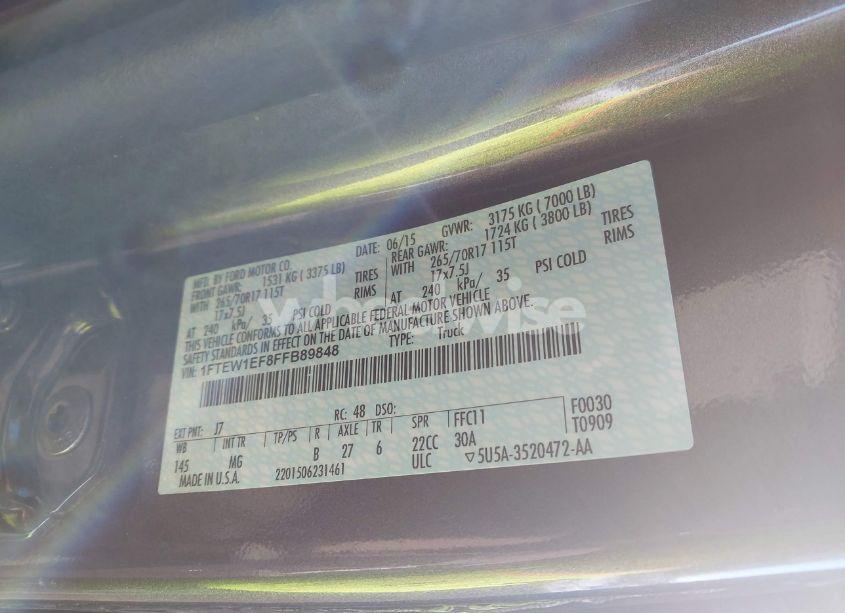 MFD. BY FORD MOTOR CO.
DATE: 06/15
GVWR: 3175 KG ( 7000 LB)
FRONT GAWR: 1531 KG ( 3375 LB)
REAR GAWR: 1724 KG ( 3800 LB)
WITH 265/70R17 115T TIRES
WITH 265/70R17 115T TIRES
17x7.5J RIMS
17x7.5J RIMS
AT 240 kPa/ 35 PSI COLD
AT 240 kPa/ 35 PSI COLD
THIS VEHICLE CONFORMS TO ALL APPLICABLE FEDERAL MOTOR VEHICLE
SAFETY STANDARDS IN EFFECT ON THE DATE OF MANUFACTURE SHOWN ABOVE.
VIN: 1FTEW1EF8FFB89848
TYPE: Truck
EXT PNT: J7 RC: 48 DSO:
WB INT TR TP/PS R AXLE TR SPR FFC11 F0030
145 MG B 27 6 22CC 30A T0909
MADE IN U.S.A. 2201506231461 ULC ▽5U5A-3520472-AA